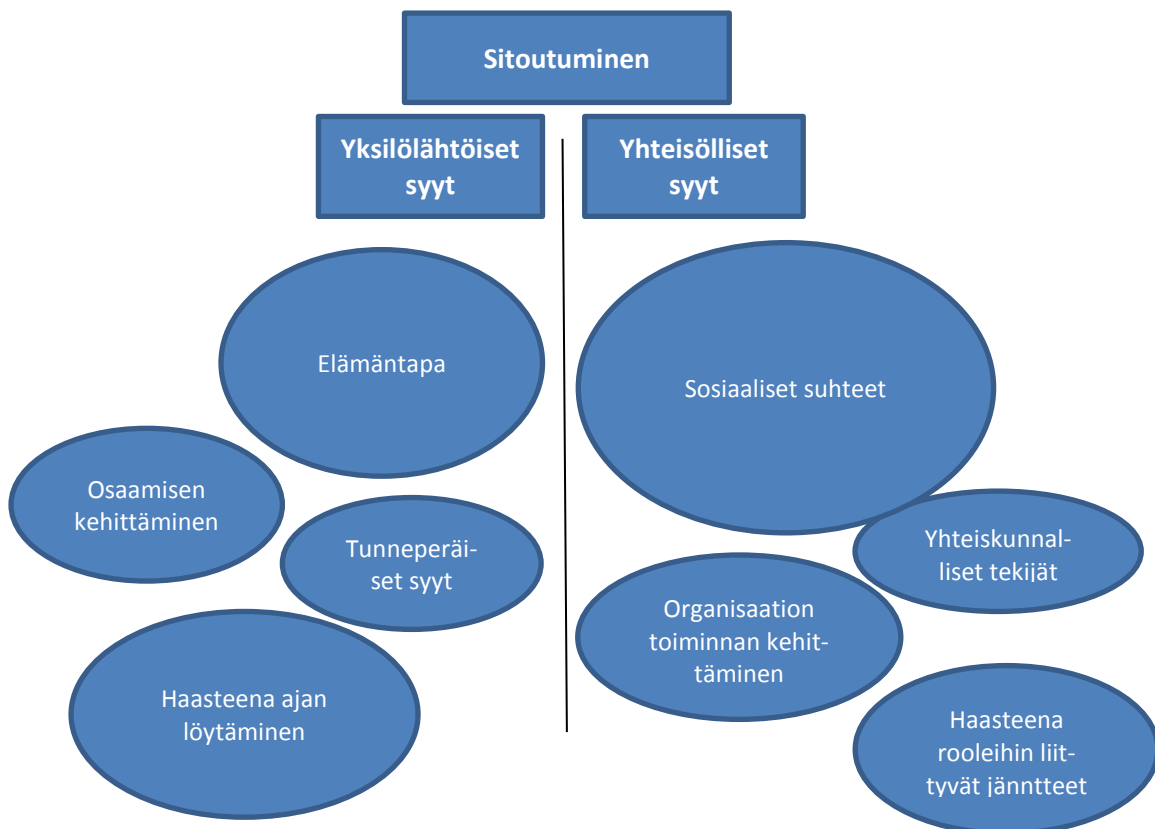 Sitoutuminen
Yksilölähtöiset
syyt
Yhteisölliset
syyt
Elämäntapa
Osaamisen
kehittäminen
Tunneperäi-
set syyt
Haasteena ajan
löytäminen
Sosiaaliset suhteet
Yhteiskunnal-
liset tekijät
Organisaation
toiminnan kehit-
täminen
Haasteena
rooleihin liit-
tyvät jänntteet